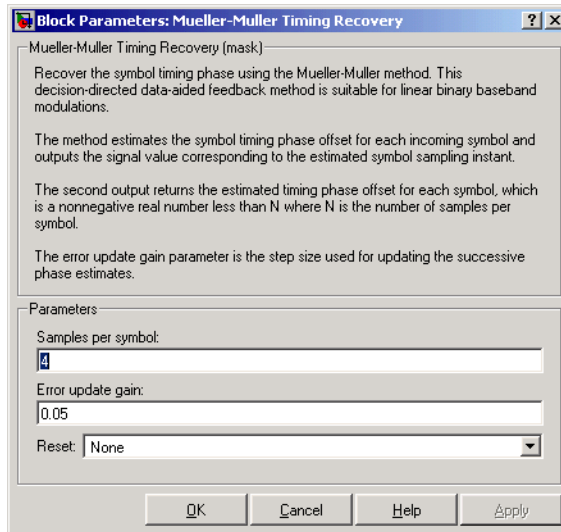 Block Parameters: Mueller-Muller Timing Recovery
Mueller-Muller Timing Recovery (mask)
Recover the symbol timing phase using the Mueller-Muller method. This
decision-directed data-aided feedback method is suitable for linear binary baseband
modulations.
The method estimates the symbol timing phase offset for each incoming symbol and
outputs the signal value corresponding to the estimated symbol sampling instant.
The second output returns the estimated timing phase offset for each symbol, which
is a nonnegative real number less than N where N is the number of samples per
symbol.
The error update gain parameter is the step size used for updating the successive
phase estimates.
Parameters
Samples per symbol:
4
Error update gain:
0.05
Reset: None
OK Cancel Help Apply